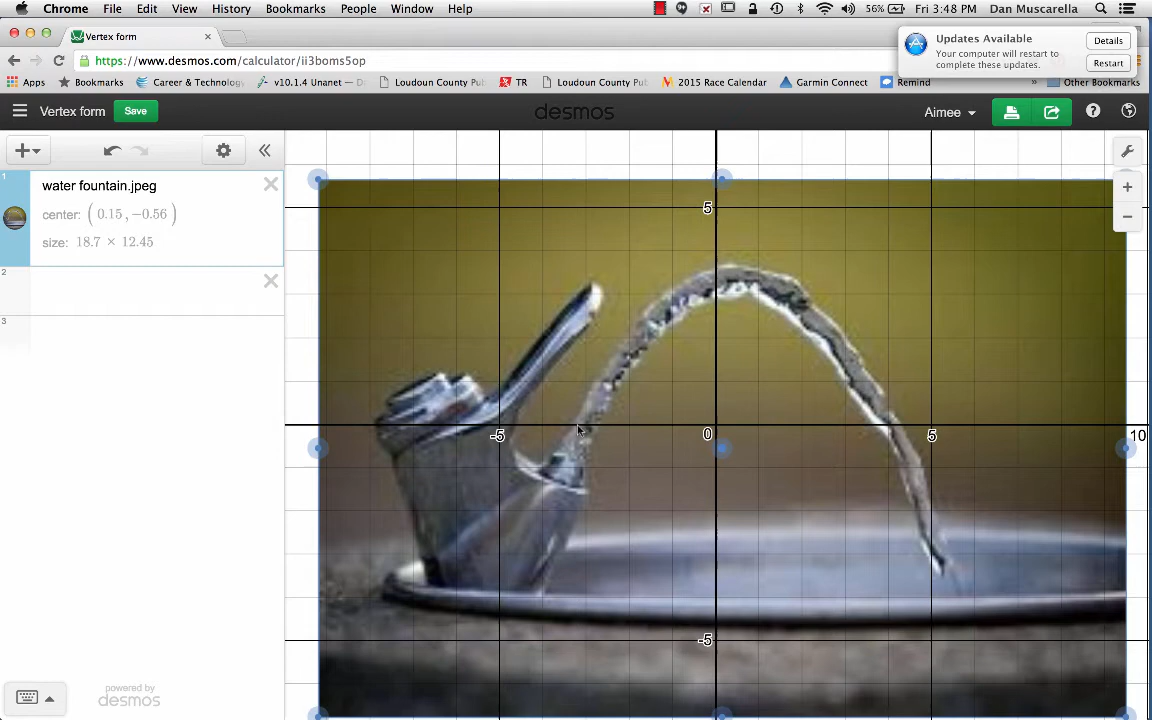 Chrome File Edit View History Bookmarks People Window Help 56% Fri 3:48 PM Dan Muscarella
Vertex form
Updates Available
Your computer will restart to
complete these updates.
Details
Restart
https://www.desmos.com/calculator/ii3boms5op
Apps Bookmarks Career & Technology v10.1.4 Unanet — Dan Loudoun County Pub TR Loudoun County Pub 2015 Race Calendar Garmin Connect Remind » Other Bookmarks
Vertex form Save desmos Aimee
1
water fountain.jpeg
center: (0.15, −0.56)
size: 18.7 × 12.45
2
3
5
-5
0
5
10
-5
powered by
desmos